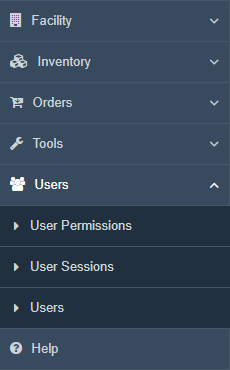 Facility
Inventory
Orders
Tools
Users
User Permissions
User Sessions
Users
Help